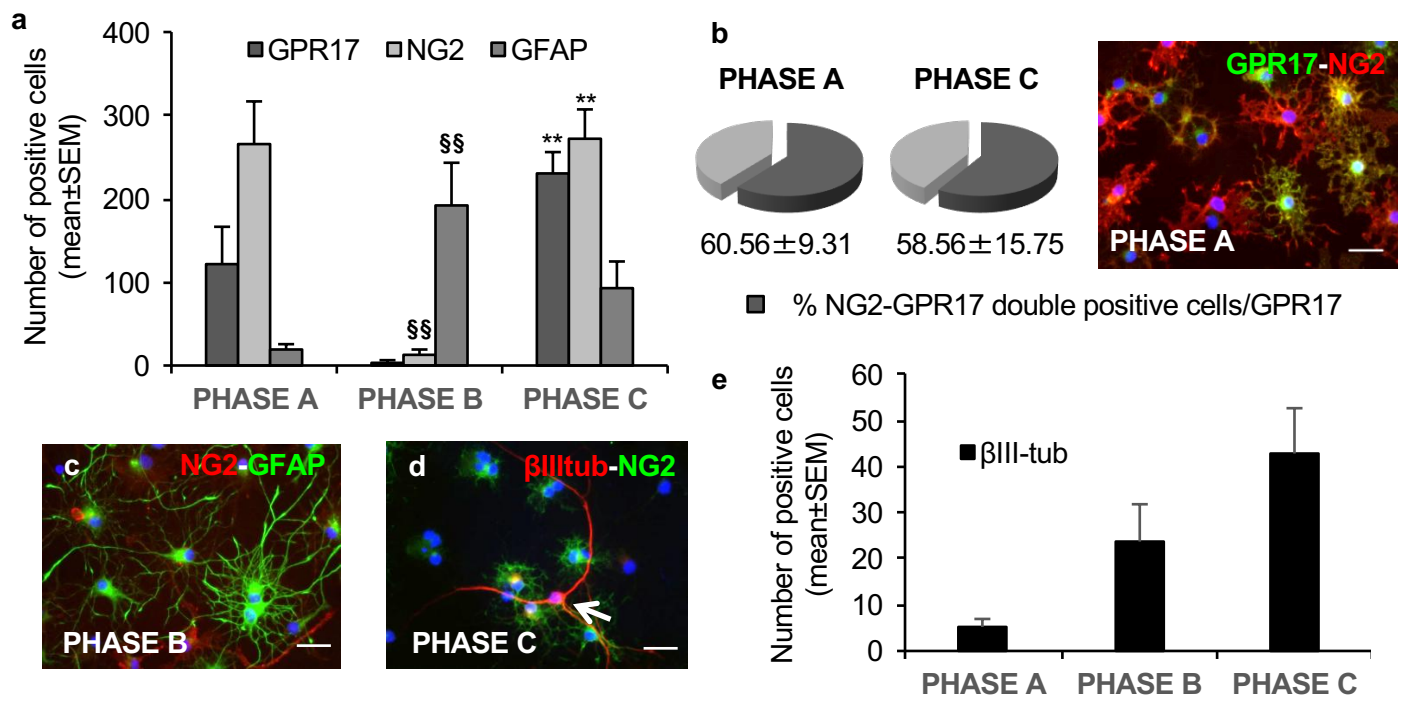 a
400
300
200
100
0
Number of positive cells
(mean±SEM)
GPR17 NG2 GFAP
§§
§§
**
**
PHASE A PHASE B PHASE C
b
PHASE A PHASE C
60.56±9.31 58.56±15.75
% NG2-GPR17 double positive cells/GPR17
GPR17-NG2
PHASE A
c
NG2-GFAP
PHASE B
d
βIIItub-NG2
PHASE C
e
60
50
40
30
20
10
0
Number of positive cells
(mean±SEM)
βIII-tub
PHASE A PHASE B PHASE C